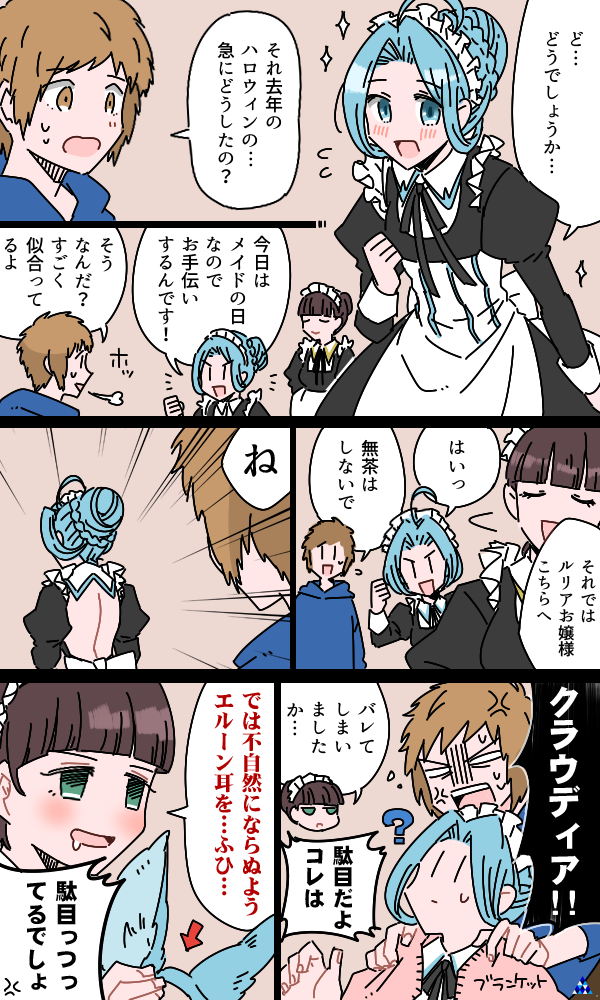 ど…
どうでしょうか…
それ去年の
ハロウィンの…
急にどうしたの？
今日は
メイドの日
なので
お手伝い
するんです！
そう
なんだ？
すごく
似合って
るよ
ホッ
それでは
ルリアお嬢様
こちらへ
はいっ
無茶は
しないで
ね
クラウディア!!
バレて
しまい
ました
か…
？
駄目だよ
コレは
ブランケット
では不自然にならぬよう
エルーン耳を…ふひ…
駄目っつっ
てるでしょ